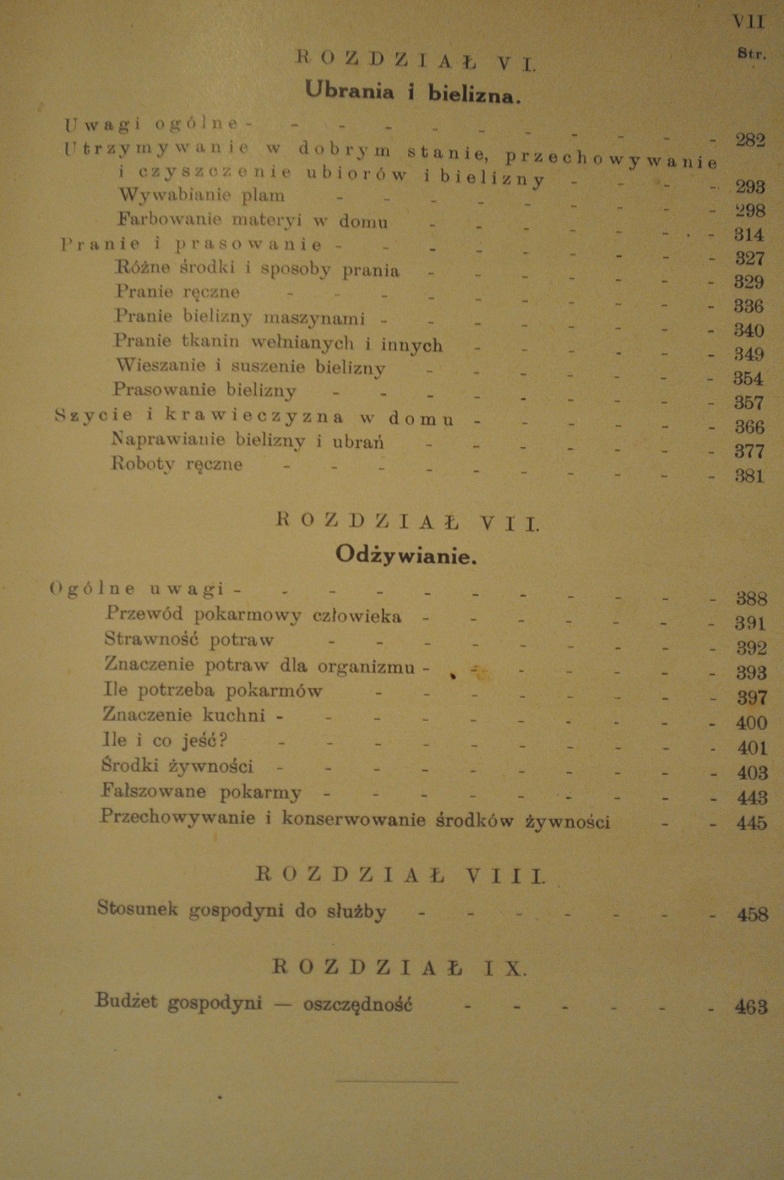 VII
Str.
ROZDZIAŁ VI.
Ubrania i bielizna.
Uwagi ogólne - - - - - - - - - - 282
Utrzymywanie w dobrym stanie, przechowywanie
i czyszczenie ubiorów i bielizny - - - - 293
Wywabianie plam - - - - - - - - - 298
Farbowanie materyi w domu - - - - - - - 314
Pranie i prasowanie - - - - - - - - - 327
Różne środki i sposoby prania - - - - - - - 329
Pranie ręczne - - - - - - - - - - 336
Pranie bielizny maszynami - - - - - - - - 340
Pranie tkanin wełnianych i innych - - - - - - 349
Wieszanie i suszenie bielizny - - - - - - - 354
Prasowanie bielizny - - - - - - - - - 357
Szycie i krawieczyzna w domu - - - - - - 366
Naprawianie bielizny i ubrań - - - - - - - 377
Roboty ręczne - - - - - - - - - - 381
ROZDZIAŁ VII.
Odżywianie.
Ogólne uwagi - - - - - - - - - - - 388
Przewód pokarmowy człowieka - - - - - - - 391
Strawność potraw - - - - - - - - - 392
Znaczenie potraw dla organizmu - - - - - - - 393
Ile potrzeba pokarmów - - - - - - - - 397
Znaczenie kuchni - - - - - - - - - - 400
Ile i co jeść? - - - - - - - - - - 401
Środki żywności - - - - - - - - - - 403
Fałszowane pokarmy - - - - - - - - - 443
Przechowywanie i konserwowanie środków żywności - - 445
ROZDZIAŁ VIII.
Stosunek gospodyni do służby - - - - - - - 458
ROZDZIAŁ IX.
Budżet gospodyni — oszczędność - - - - - - 463